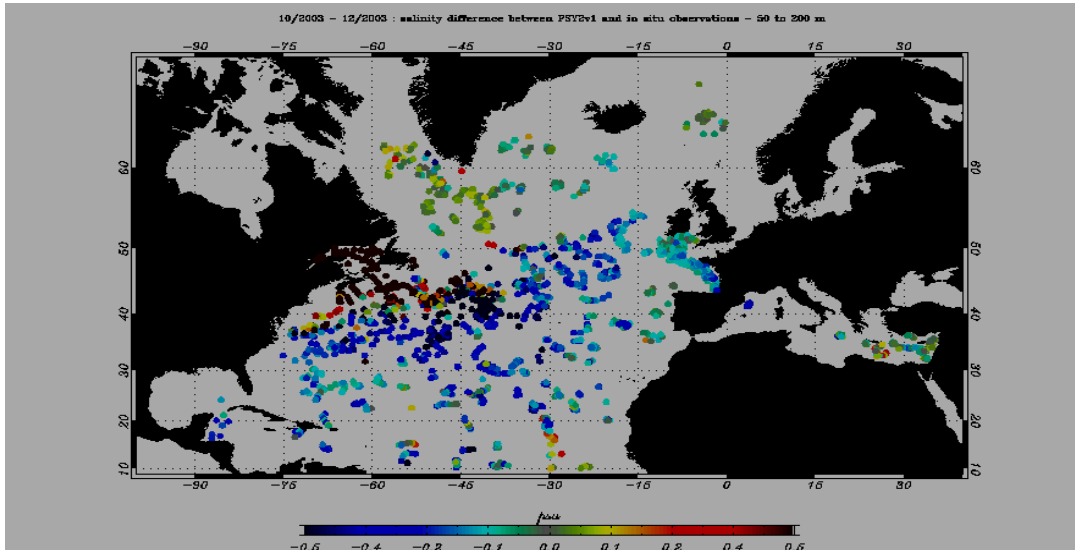 10/2003 - 12/2003 : salinity difference between PSY2v1 and in situ observations - 50 to 200 m
-90 -75 -60 -45 -30 -15 0 15 30
60 60
50 50
40 40
30 30
20 20
10 10
-90 -75 -60 -45 -30 -15 0 15 30
psu
-0.5 -0.4 -0.2 -0.1 0.0 0.1 0.2 0.4 0.5